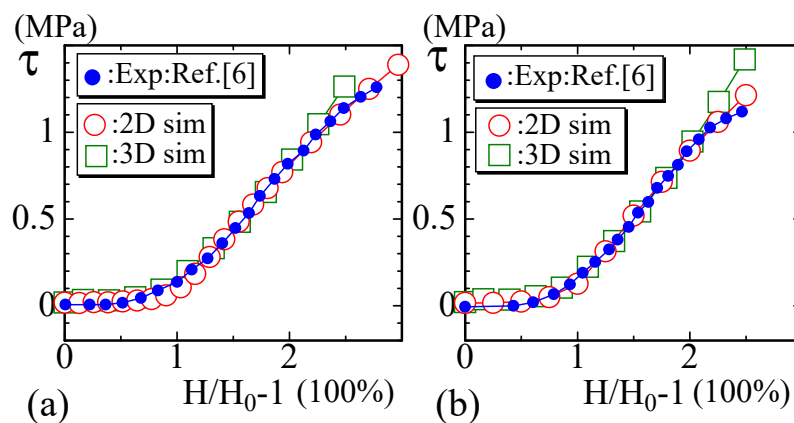 (MPa)
τ
:Exp:Ref.[6]
:2D sim
:3D sim
1
0.5
0
0 1 2
H/H₀-1 (100%)
(a)
(MPa)
τ
:Exp:Ref.[6]
:2D sim
:3D sim
1
0.5
0
0 1 2
H/H₀-1 (100%)
(b)